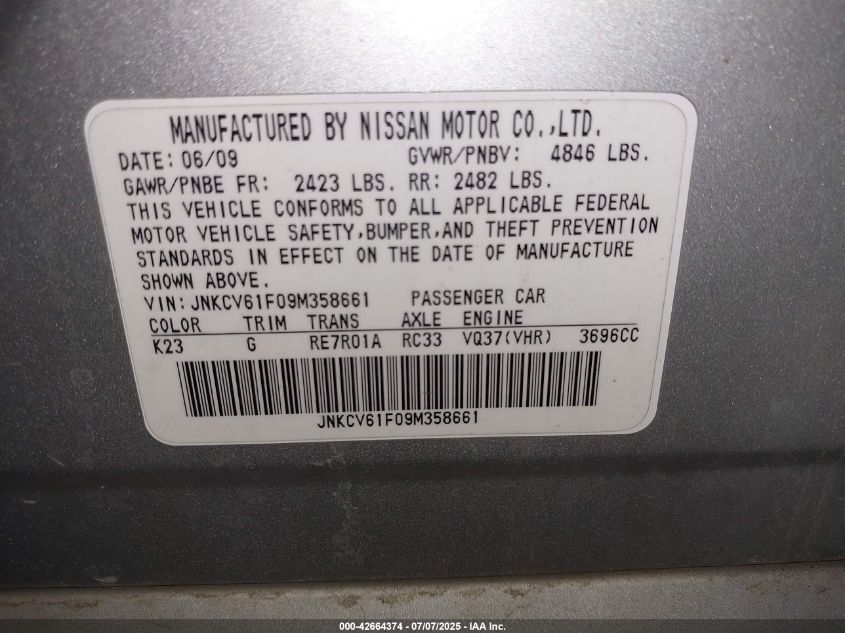 MANUFACTURED BY NISSAN MOTOR CO.,LTD.
DATE: 06/09 GVWR/PNBV: 4846 LBS.
GAWR/PNBE FR: 2423 LBS. RR: 2482 LBS.
THIS VEHICLE CONFORMS TO ALL APPLICABLE FEDERAL
MOTOR VEHICLE SAFETY,BUMPER,AND THEFT PREVENTION
STANDARDS IN EFFECT ON THE DATE OF MANUFACTURE
SHOWN ABOVE.
VIN: JNKCV61F09M358661 PASSENGER CAR
COLOR TRIM TRANS AXLE ENGINE
K23 G RE7R01A RC33 VQ37(VHR) 3696CC
JNKCV61F09M358661
000-42664374 - 07/07/2025 - IAA Inc.